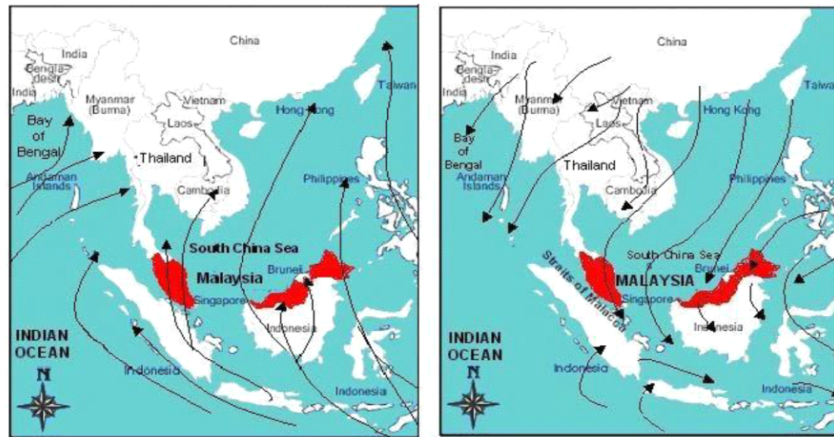 China
India
Bengla
desh
India
Myanmar
(Burma)
Vietnam
Laos
Hong Kong
Taiwan
Bay
of
Bengal
Thailand
Andaman
Islands
Cambodia
Philippines
South China Sea
Malaysia
Brunei
Singapore
Indonesia
INDIAN
OCEAN
N
Indonesia
Indonesia
China
India
Bengla
desh
India
Myanmar
(Burma)
Vietnam
Laos
Hong Kong
Taiwa
Bay
of
Bengal
Thailand
Andaman
Islands
Cambodia
Philippines
South China Sea
Straits of Malacca
MALAYSIA
Brunei
Singapore
Indonesia
INDIAN
OCEAN
N
Indonesia
Indonesia